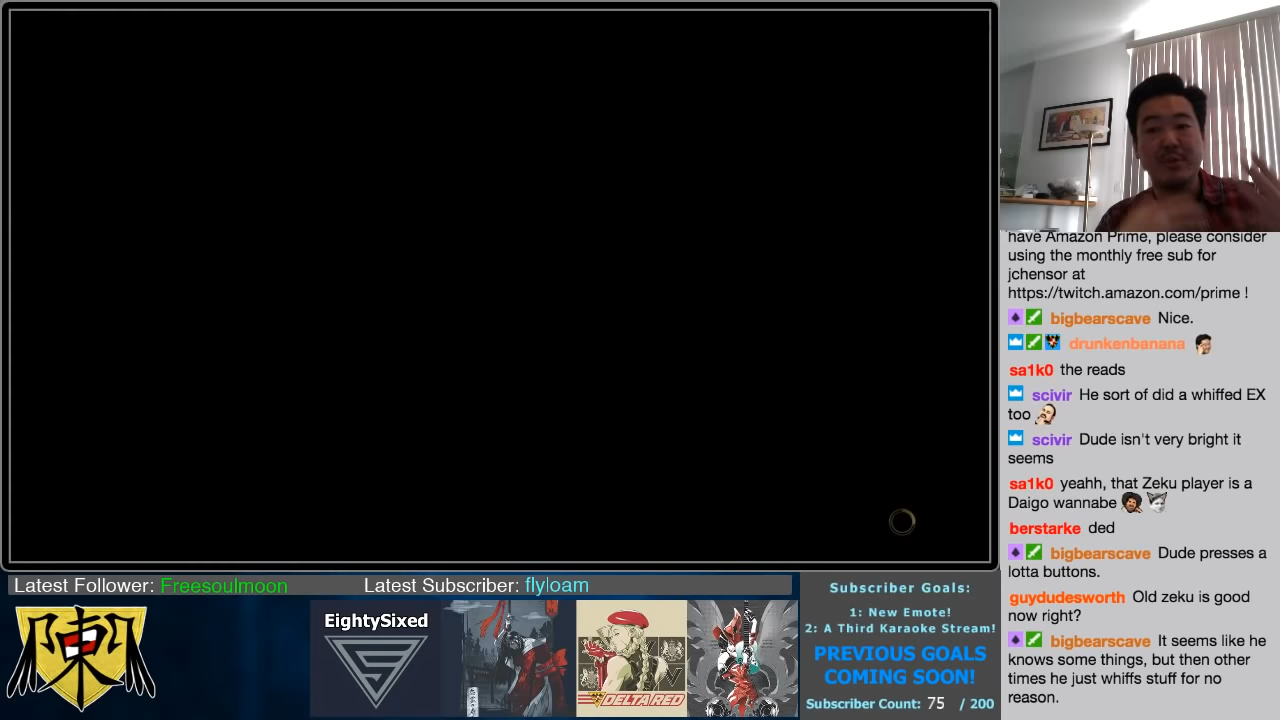 have Amazon Prime, please consider
using the monthly free sub for
jchensor at
https://twitch.amazon.com/prime !
bigbearscave Nice.
drunkenbanana
sa1k0 the reads
scivir He sort of did a whiffed EX
too
scivir Dude isn't very bright it
seems
sa1k0 yeahh, that Zeku player is a
Daigo wannabe
berstarke ded
bigbearscave Dude presses a
lotta buttons.
guydudesworth Old zeku is good
now right?
bigbearscave It seems like he
knows some things, but then other
times he just whiffs stuff for no
reason.
Latest Follower: Freesoulmoon
Latest Subscriber: flyloam
EightySixed
DELTA RED
Subscriber Goals:
1: New Emote!
2: A Third Karaoke Stream!
PREVIOUS GOALS
COMING SOON!
Subscriber Count: 75 / 200